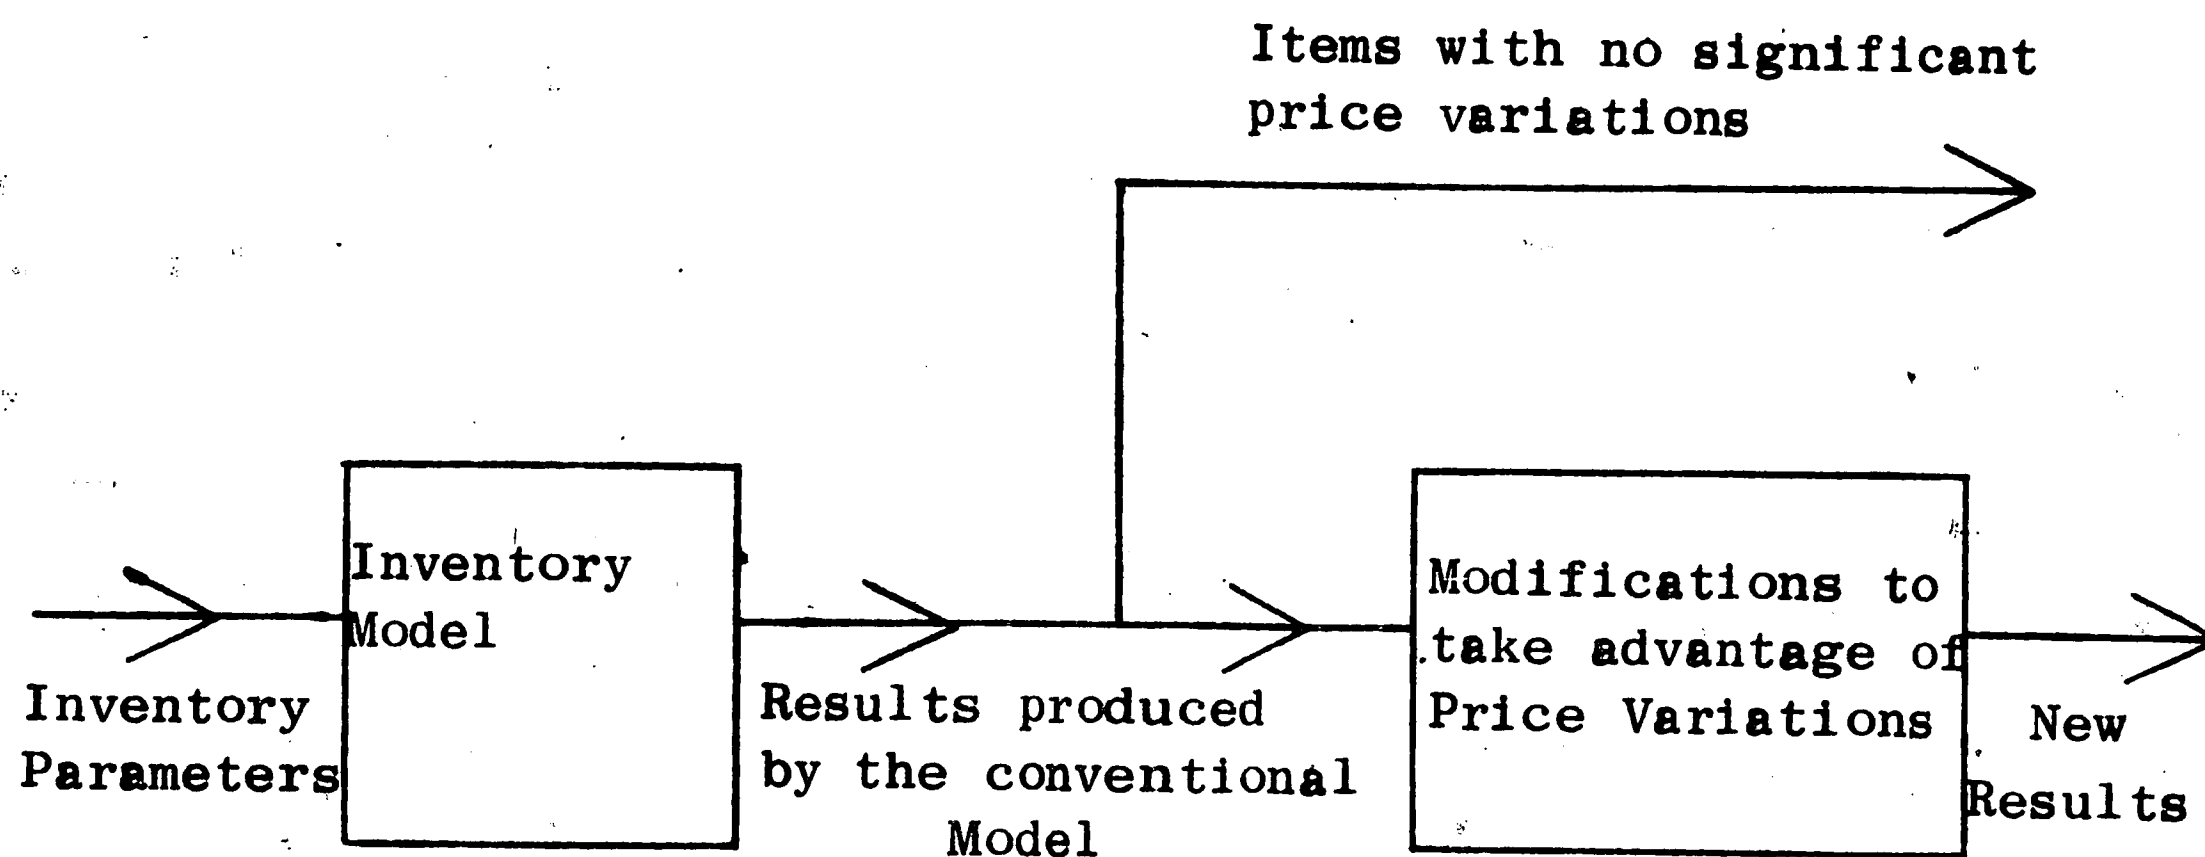 Items with no significant
price variations
Inventory
Model
Inventory
Parameters
Results produced
by the conventional
Model
Modifications to
take advantage of
Price Variations
New
Results